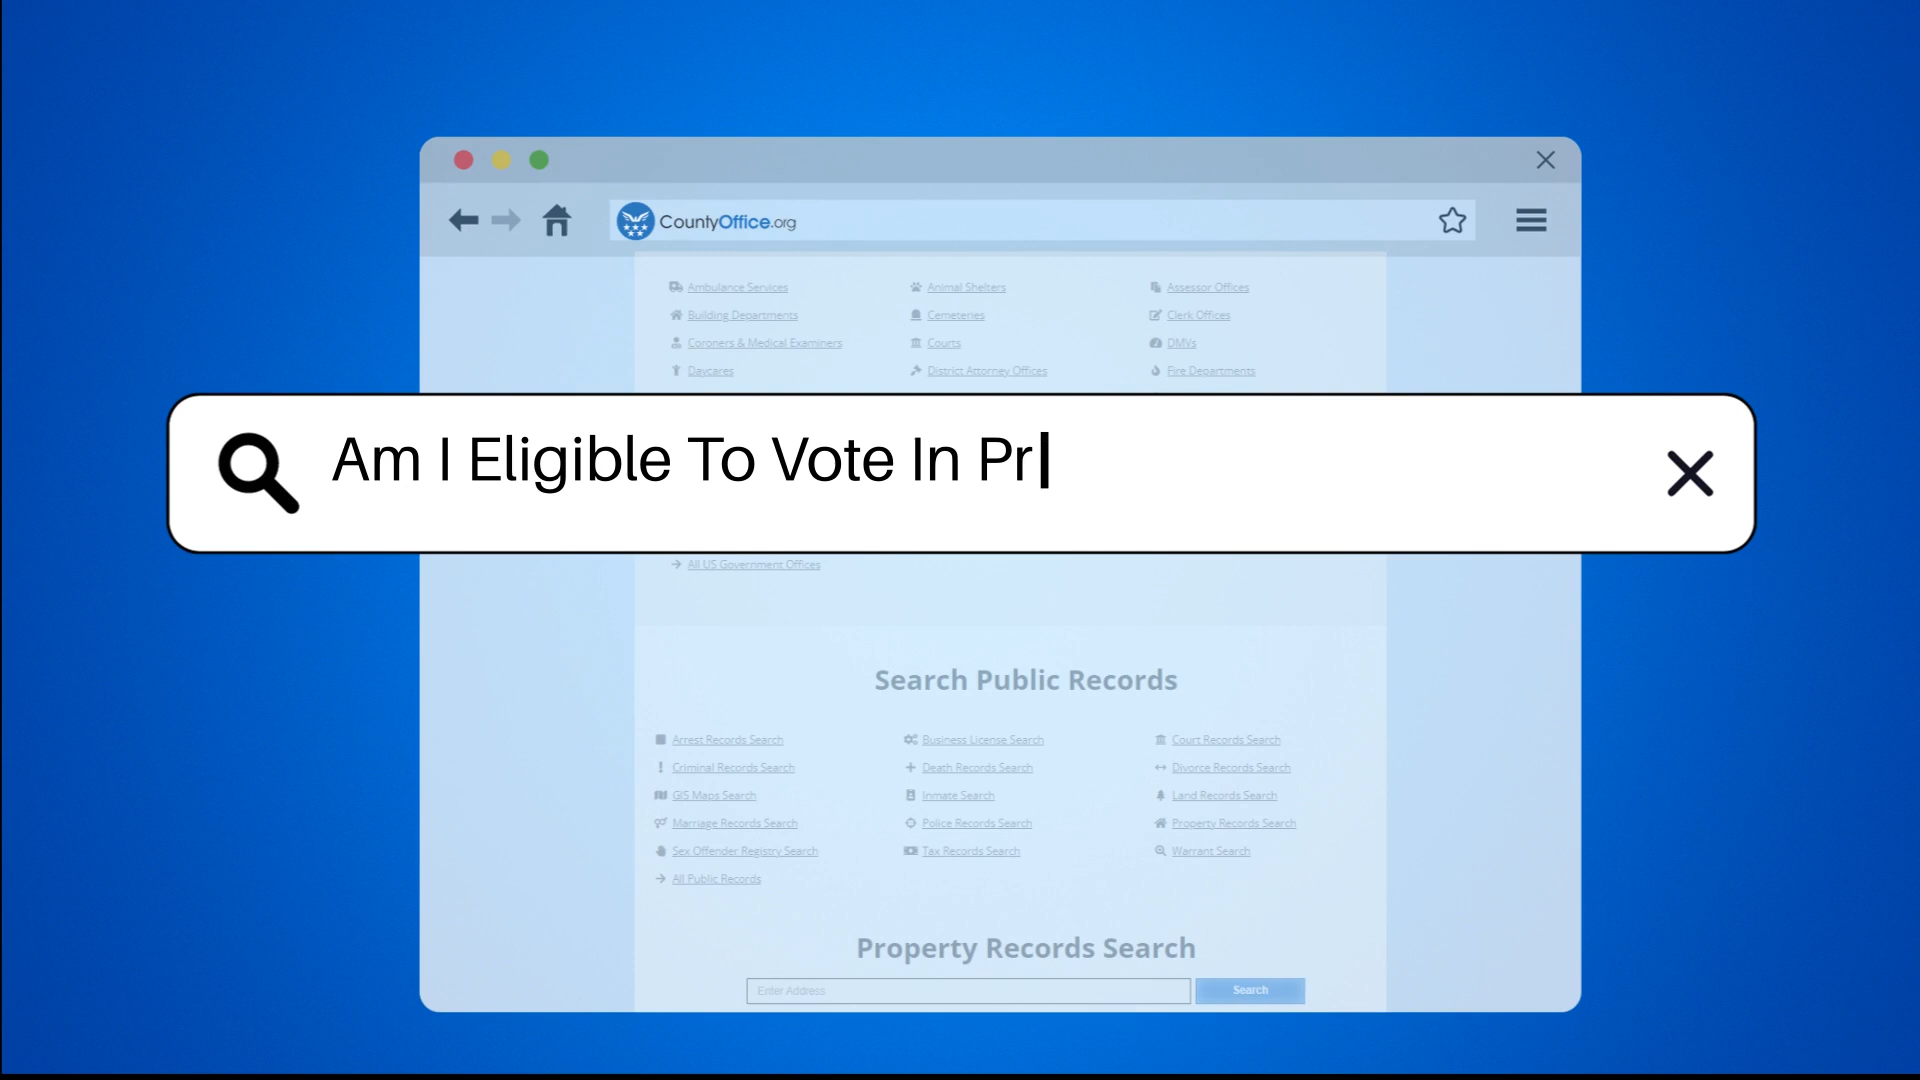 CountyOffice.org
Ambulance Services Animal Shelters Assessor Offices
Building Departments Cemeteries Clerk Offices
Coroners & Medical Examiners Courts DMVs
Daycares District Attorney Offices Fire Departments
Am I Eligible To Vote In Pr
All US Government Offices
Search Public Records
Arrest Records Search Business License Search Court Records Search
Criminal Records Search Death Records Search Divorce Records Search
GIS Maps Search Inmate Search Land Records Search
Marriage Records Search Police Records Search Property Records Search
Sex Offender Registry Search Tax Records Search Warrant Search
All Public Records
Property Records Search
Enter Address Search